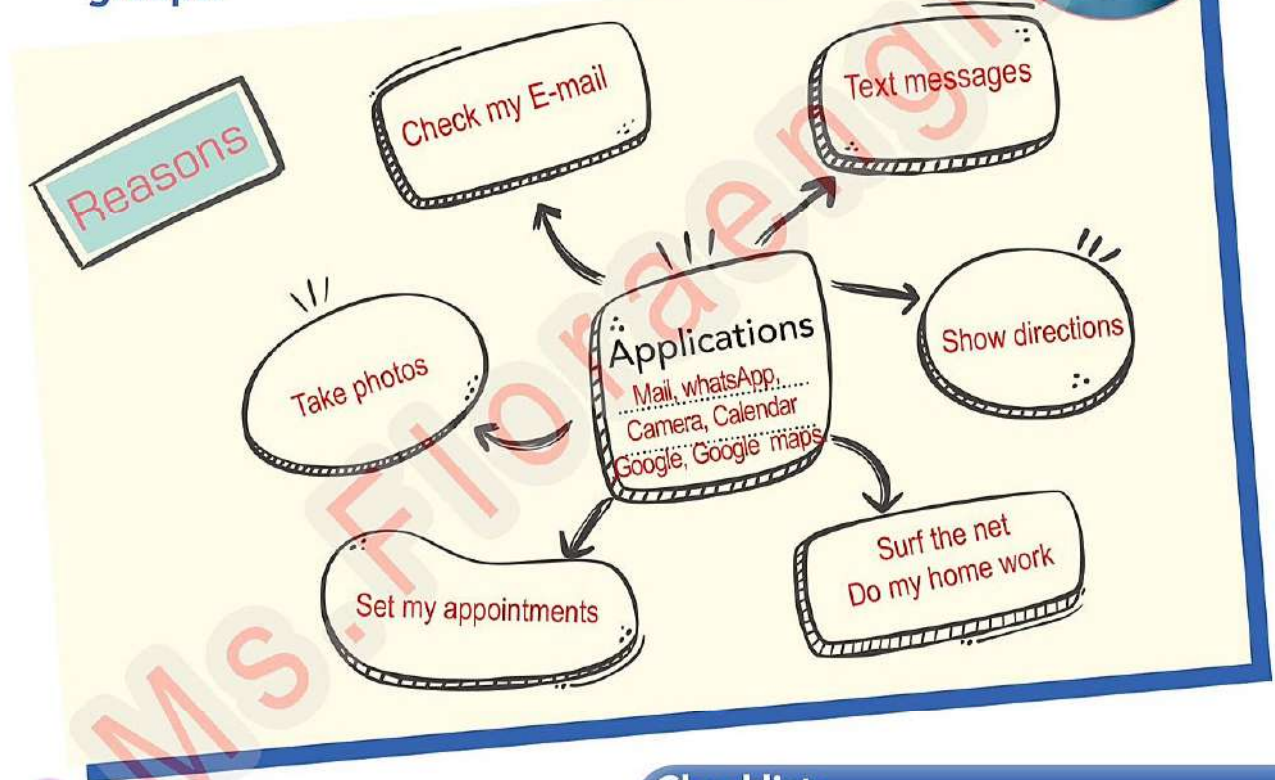 Reasons
Check my E-mail
Text messages
Take photos
Applications
Mail, whatsApp,
Camera, Calendar
Google, Google maps
Show directions
Set my appointments
Surf the net
Do my home work
Ms.Floraeng